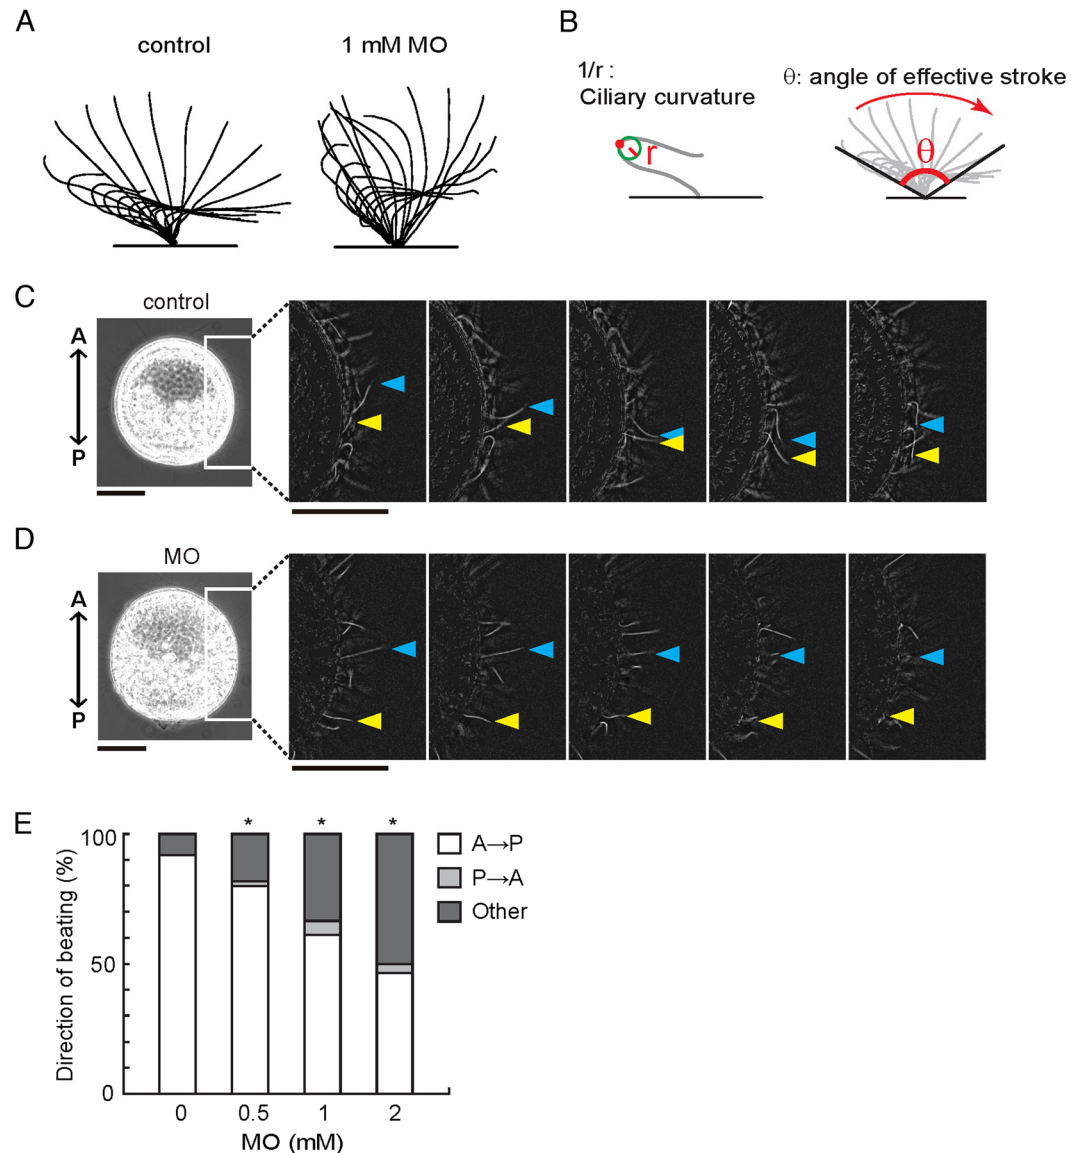 A
control
1 mM MO
B
1/r :
Ciliary curvature
r
θ: angle of effective stroke
θ
C
control
A
P
D
MO
A
P
E
Direction of beating (%)
100
50
0
*
*
*
A→P
P→A
Other
0
0.5
1
2
MO (mM)